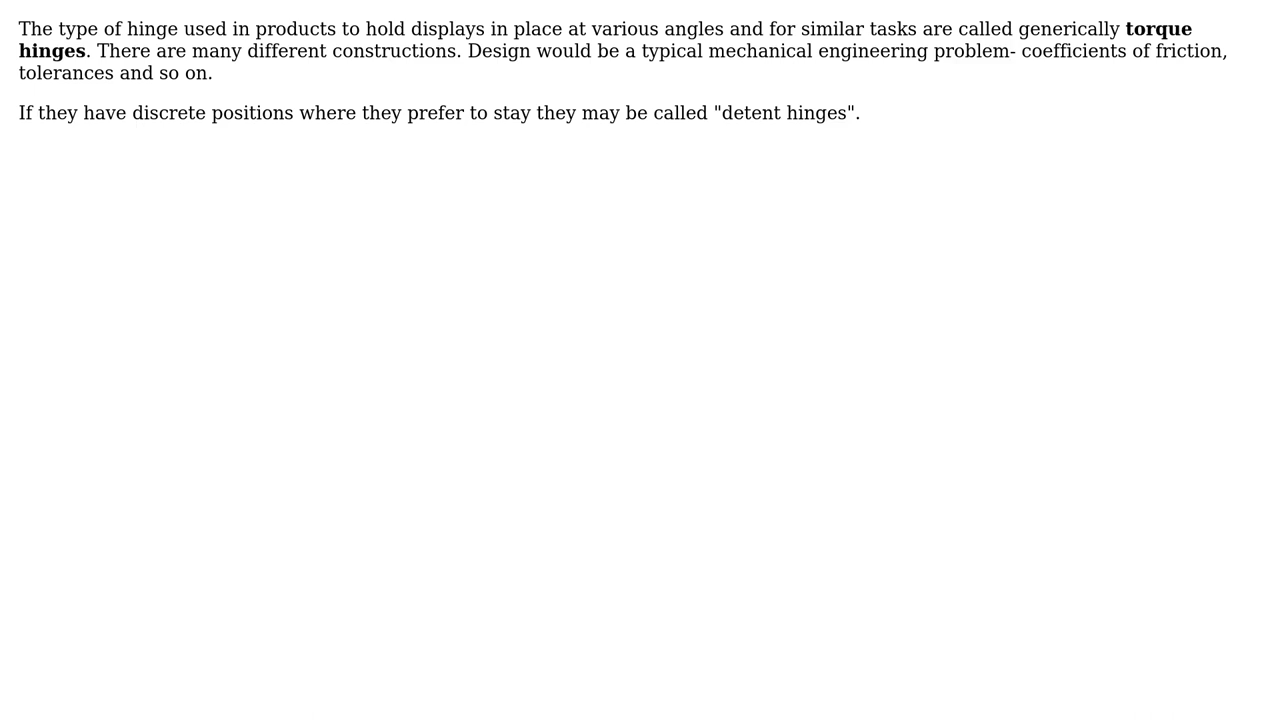 The type of hinge used in products to hold displays in place at various angles and for similar tasks are called generically torque
hinges. There are many different constructions. Design would be a typical mechanical engineering problem- coefficients of friction,
tolerances and so on.
If they have discrete positions where they prefer to stay they may be called "detent hinges".